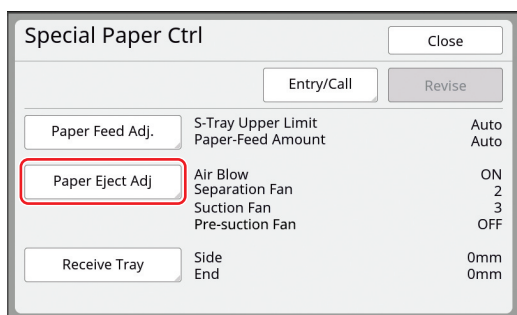 Special Paper Ctrl
Close
Entry/Call
Revise
Paper Feed Adj.
S-Tray Upper Limit Auto
Paper-Feed Amount Auto
Paper Eject Adj
Air Blow ON
Separation Fan 2
Suction Fan 3
Pre-suction Fan OFF
Receive Tray
Side 0mm
End 0mm